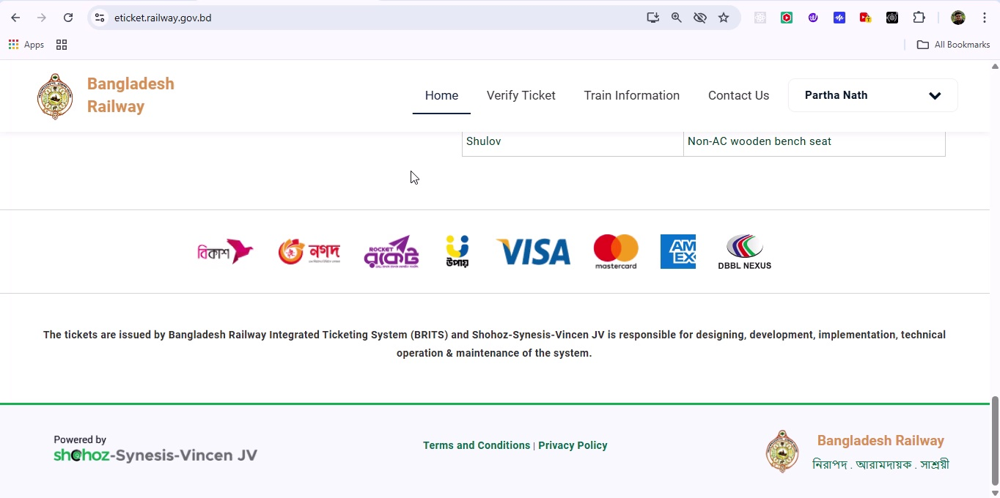 eticket.railway.gov.bd
Apps
All Bookmarks
Bangladesh
Railway
Home
Verify Ticket
Train Information
Contact Us
Partha Nath
Shulov
Non-AC wooden bench seat
বিকাশ
নগদ
ROCKET
রকেট
উপায়
VISA
mastercard
AM
EX
DBBL NEXUS
The tickets are issued by Bangladesh Railway Integrated Ticketing System (BRITS) and Shohoz-Synesis-Vincen JV is responsible for designing, development, implementation, technical
operation & maintenance of the system.
Powered by
shohoz-Synesis-Vincen JV
Terms and Conditions | Privacy Policy
Bangladesh Railway
নিরাপদ . আরামদায়ক . সাশ্রয়ী